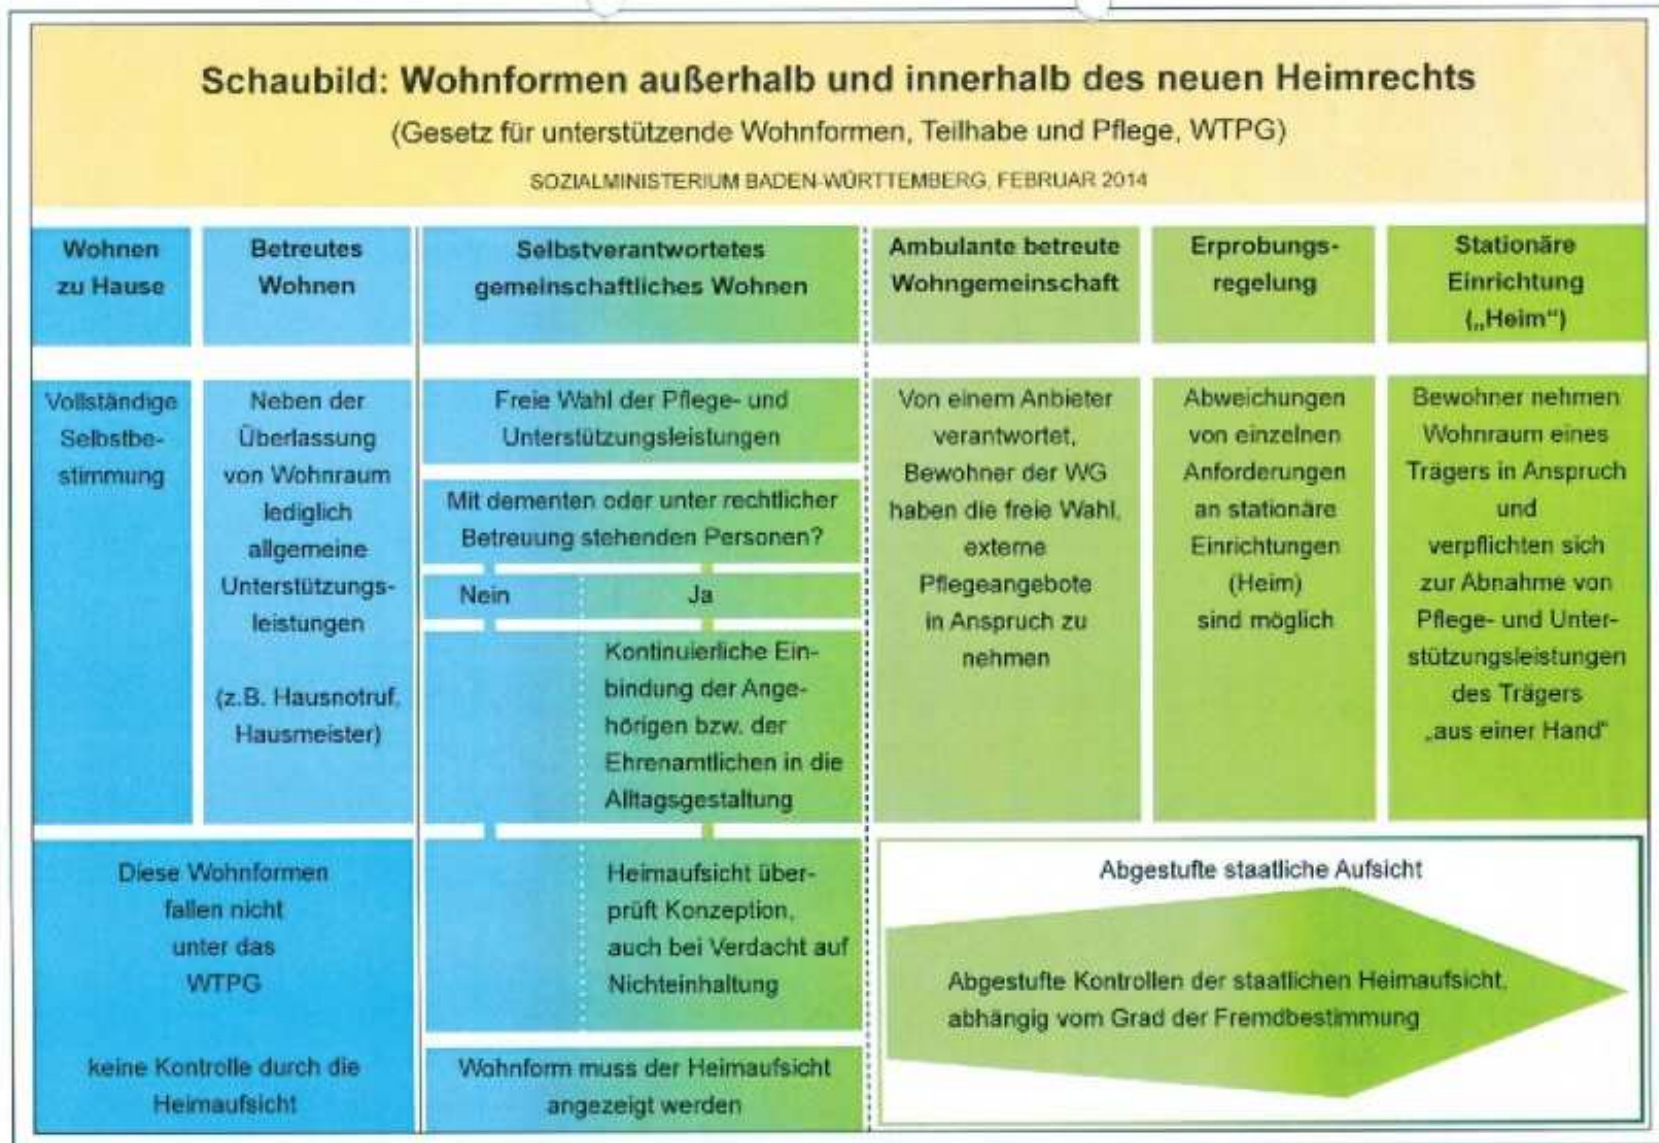 Schaubild: Wohnformen außerhalb und innerhalb des neuen Heimrechts
(Gesetz für unterstützende Wohnformen, Teilhabe und Pflege, WTPG)
SOZIALMINISTERIUM BADEN-WÜRTTEMBERG, FEBRUAR 2014
Wohnen
zu Hause
Betreutes
Wohnen
Selbstverantwortetes
gemeinschaftliches Wohnen
Ambulante betreute
Wohngemeinschaft
Erprobungs-
regelung
Stationäre
Einrichtung
(„Heim“)
Vollständige
Selbstbe-
stimmung
Neben der
Überlassung
von Wohnraum
lediglich
allgemeine
Unterstützungs-
leistungen
(z.B. Hausnotruf,
Hausmeister)
Freie Wahl der Pflege- und
Unterstützungsleistungen
Mit dementen oder unter rechtlicher
Betreuung stehenden Personen?
Nein
Ja
Kontinuierliche Ein-
bindung der Ange-
hörigen bzw. der
Ehrenamtlichen in die
Alltagsgestaltung
Von einem Anbieter
verantwortet,
Bewohner der WG
haben die freie Wahl,
externe
Pflegeangebote
in Anspruch zu
nehmen
Abweichungen
von einzelnen
Anforderungen
an stationäre
Einrichtungen
(Heim)
sind möglich
Bewohner nehmen
Wohnraum eines
Trägers in Anspruch
und
verpflichten sich
zur Abnahme von
Pflege- und Unter-
stützungsleistungen
des Trägers
„aus einer Hand“
Diese Wohnformen
fallen nicht
unter das
WTPG
keine Kontrolle durch die
Heimaufsicht
Heimaufsicht über-
prüft Konzeption,
auch bei Verdacht auf
Nichteinhaltung
Wohnform muss der Heimaufsicht
angezeigt werden
Abgestufte staatliche Aufsicht
Abgestufte Kontrollen der staatlichen Heimaufsicht,
abhängig vom Grad der Fremdbestimmung